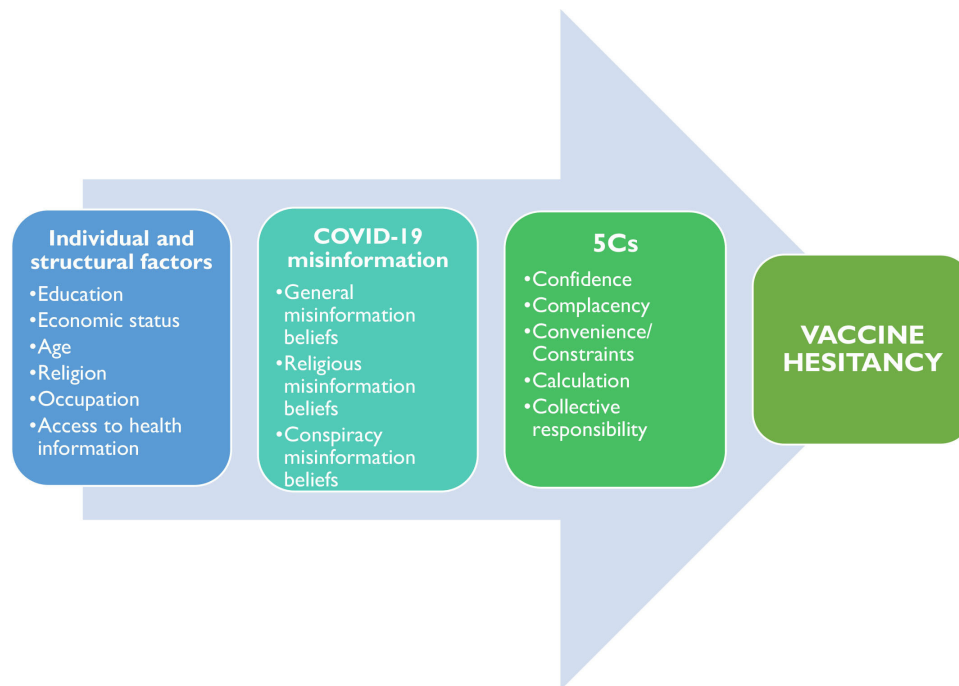 Individual and
structural factors
•Education
•Economic status
•Age
•Religion
•Occupation
•Access to health
information
COVID-19
misinformation
•General
misinformation
beliefs
•Religious
misinformation
beliefs
•Conspiracy
misinformation
beliefs
5Cs
•Confidence
•Complacency
•Convenience/
Constraints
•Calculation
•Collective
responsibility
VACCINE
HESITANCY